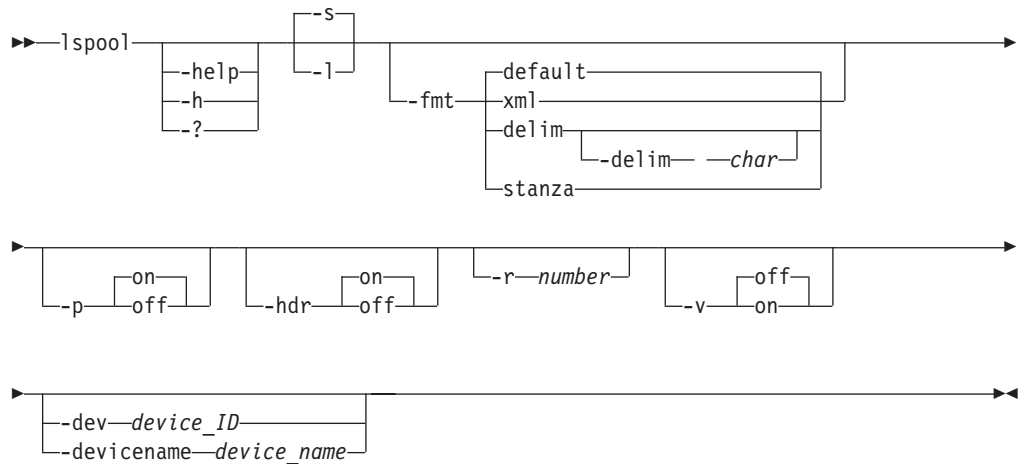 -s
lspool
-help
-l
default
-h
-fmt
xml
-?
delim
-delim char
stanza
on
on
off
-r number
-p
off
-hdr
off
-v
on
-dev device_ID
-devicename device_name